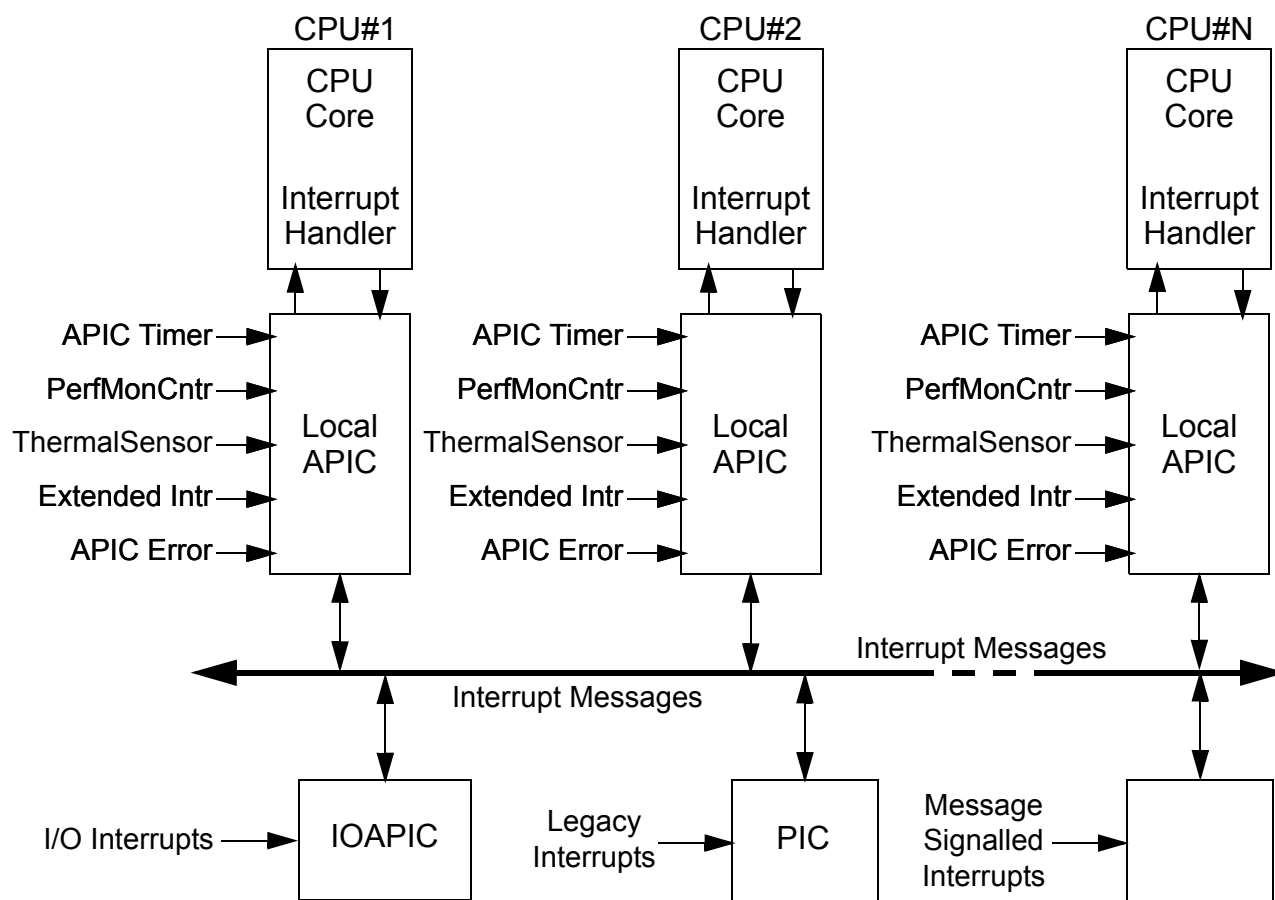 CPU#1
CPU#2
CPU#N
CPU
Core
CPU
Core
CPU
Core
Interrupt
Handler
Interrupt
Handler
Interrupt
Handler
APIC Timer
PerfMonCntr
ThermalSensor
Extended Intr
APIC Error
Local
APIC
APIC Timer
PerfMonCntr
ThermalSensor
Extended Intr
APIC Error
Local
APIC
APIC Timer
PerfMonCntr
ThermalSensor
Extended Intr
APIC Error
Local
APIC
Interrupt Messages
Interrupt Messages
I/O Interrupts
IOAPIC
Legacy
Interrupts
PIC
Message
Signalled
Interrupts